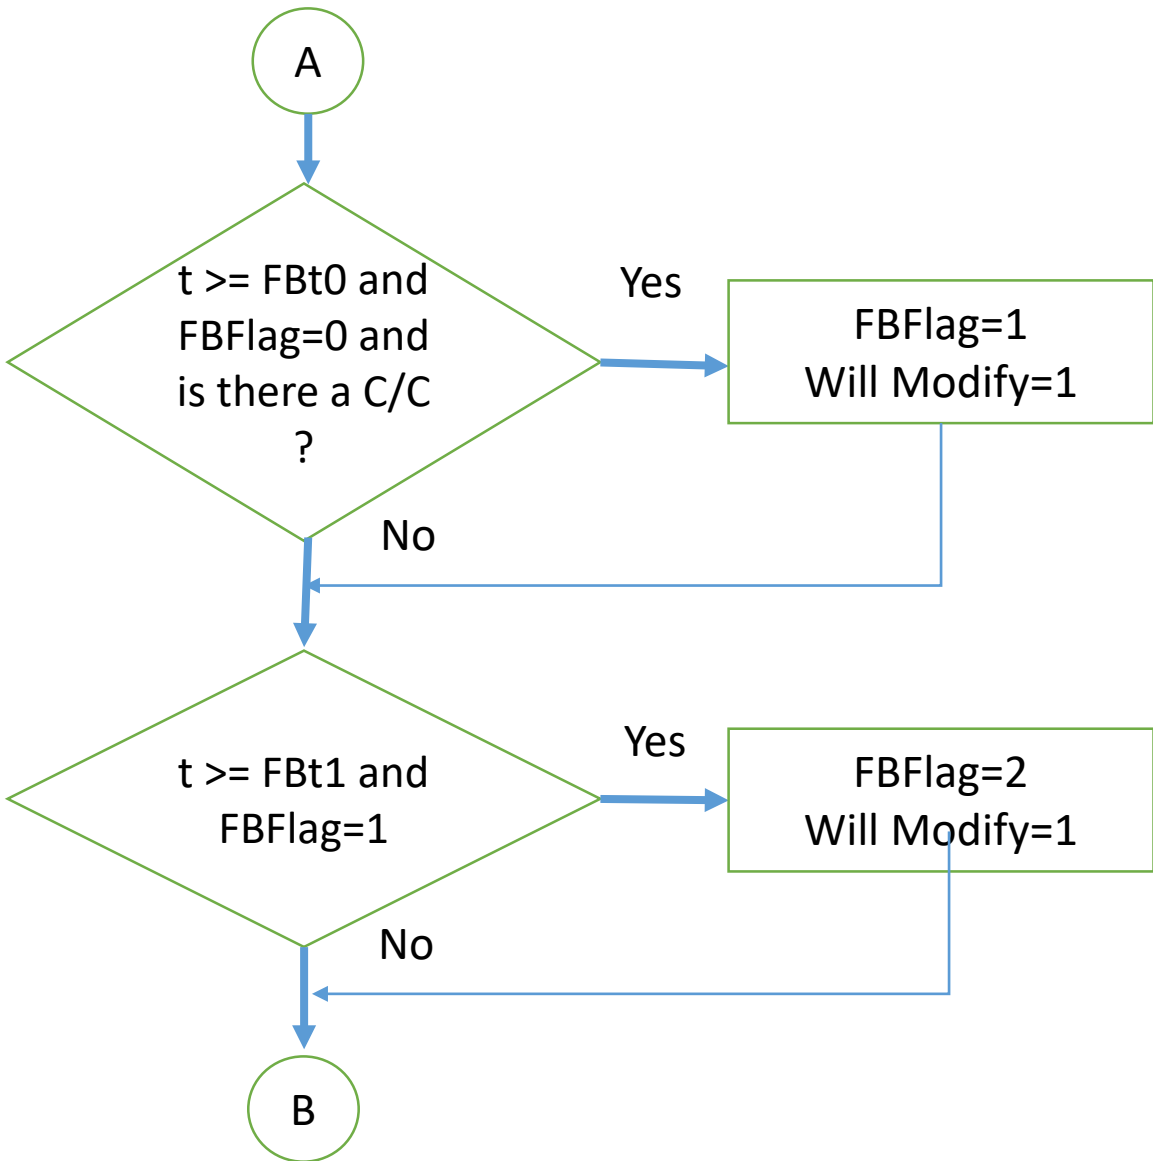 A
t >= FBt0 and
FBFlag=0 and
is there a C/C
?
Yes
FBFlag=1
Will Modify=1
No
t >= FBt1 and
FBFlag=1
Yes
FBFlag=2
Will Modify=1
No
B